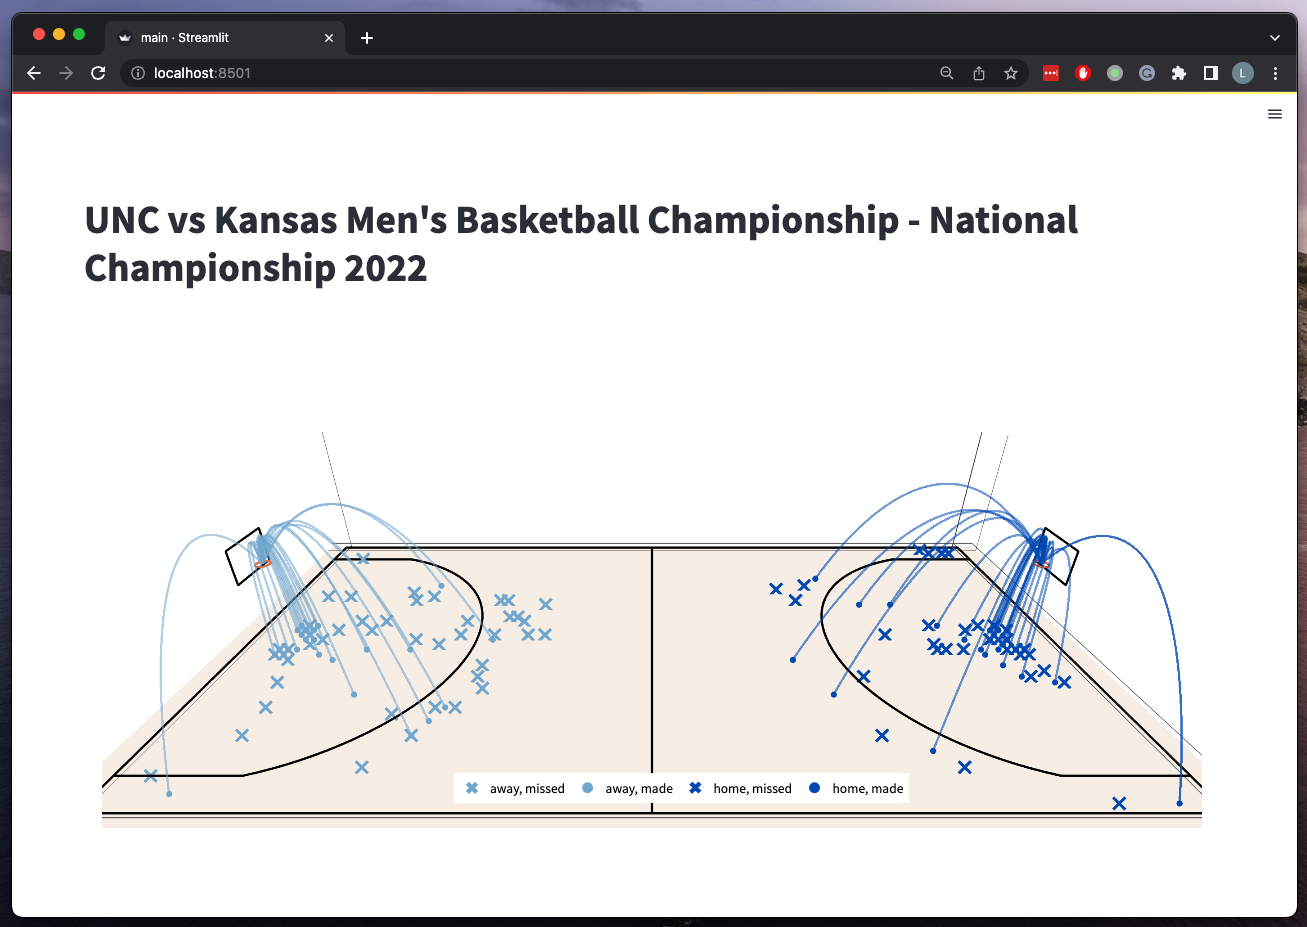 main · Streamlit
localhost:8501
L
UNC vs Kansas Men's Basketball Championship - National
Championship 2022
away, missed away, made home, missed home, made